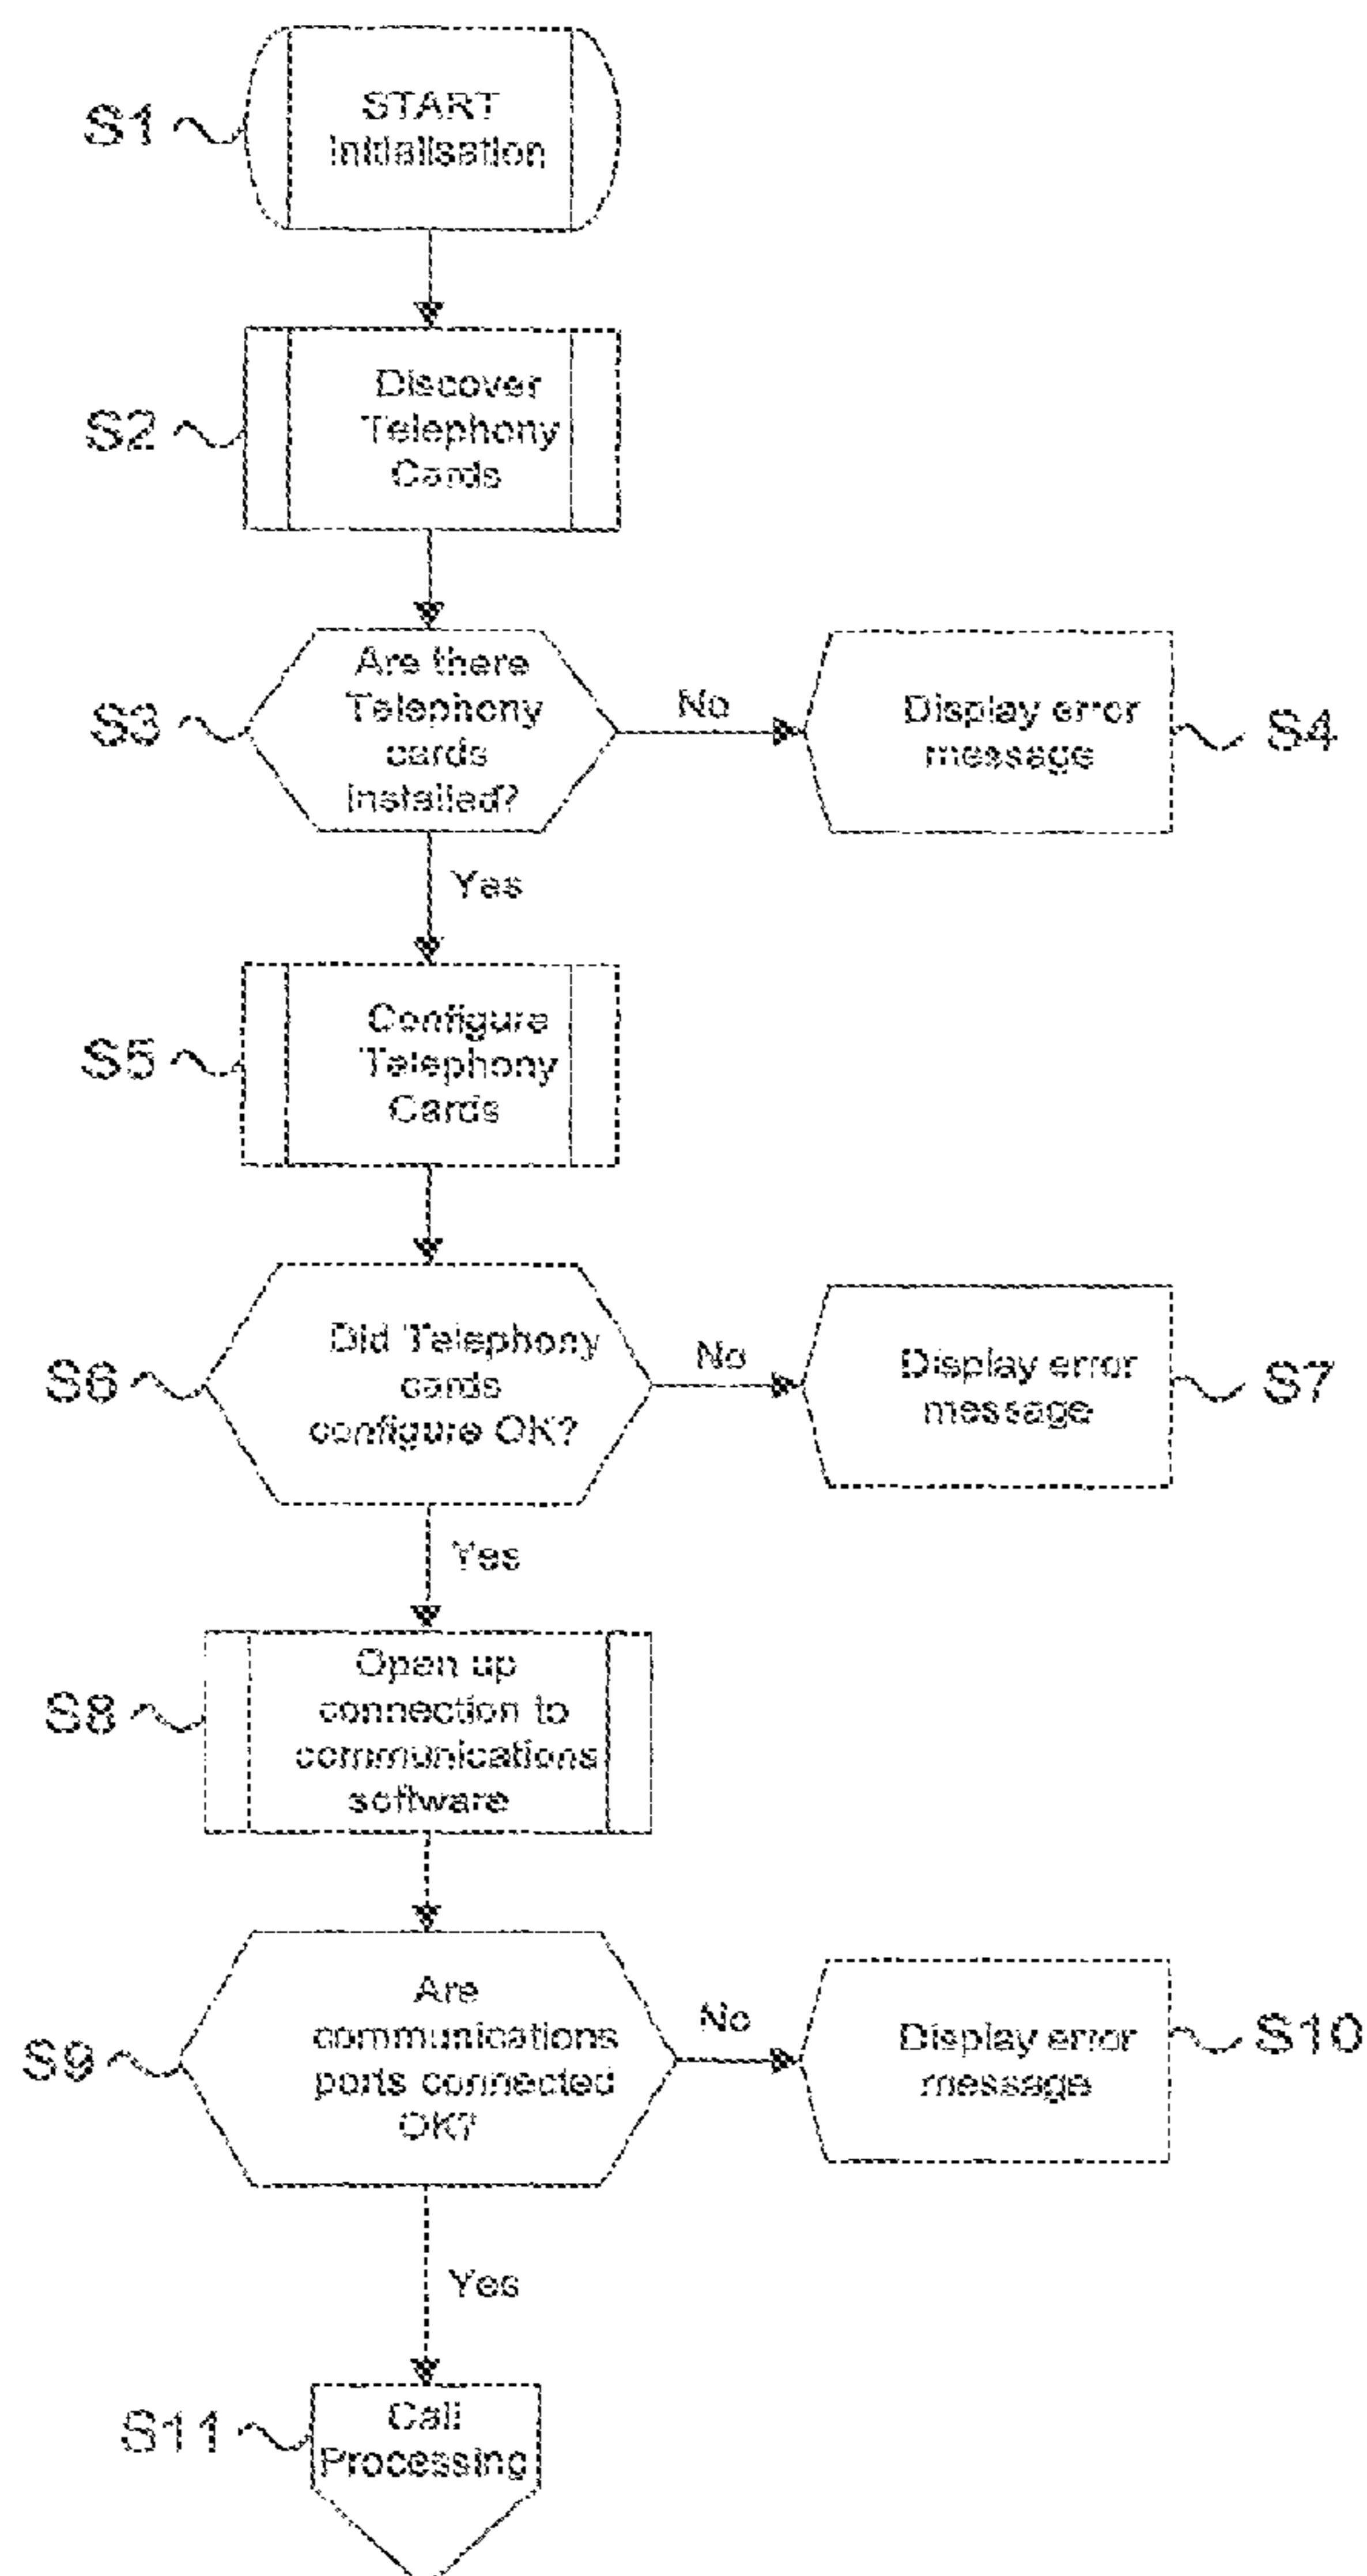 S1
START
Initialisation
S2
Discover
Telephony
Cards
S3
Are there
Telephony
cards
installed?
No
Display error
message
S4
Yes
S5
Configure
Telephony
Cards
S6
Did Telephony
cards
configure OK?
No
Display error
message
S7
Yes
S8
Open up
connection to
communications
software
S9
Are
communications
ports connected
OK?
No
Display error
message
S10
Yes
S11
Call
Processing